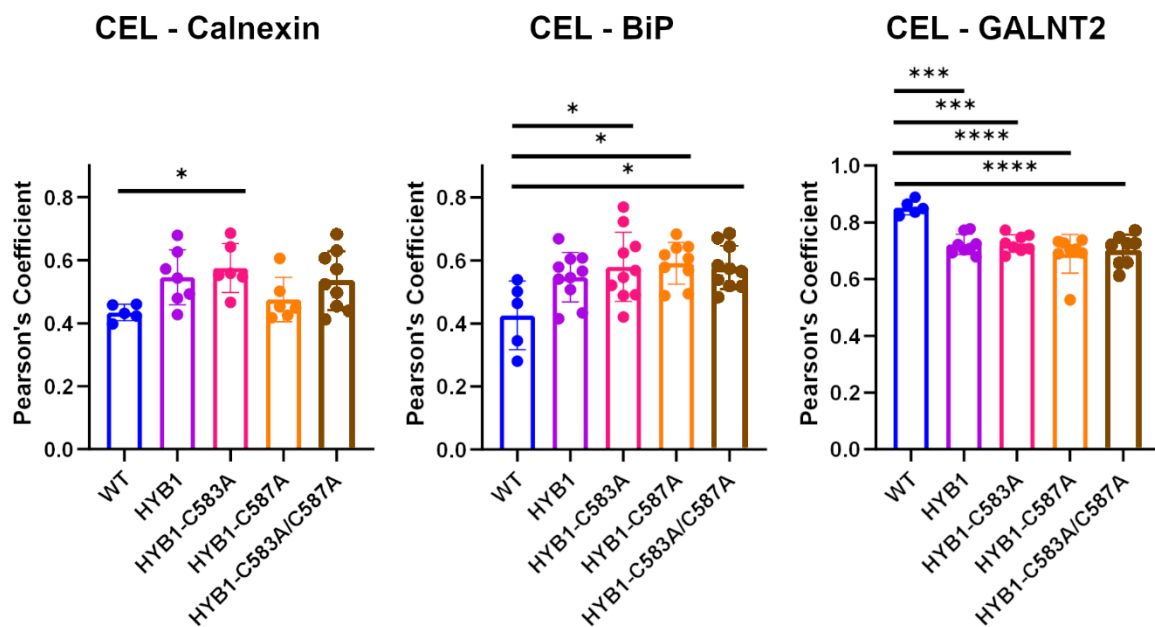 CEL - Calnexin
Pearson's Coefficient
0.8
0.6
0.4
0.2
0.0
*
WT
HYB1
HYB1-C583A
HYB1-C587A
HYB1-C583A/C587A
CEL - BiP
Pearson's Coefficient
0.8
0.6
0.4
0.2
0.0
*
*
*
WT
HYB1
HYB1-C583A
HYB1-C587A
HYB1-C583A/C587A
CEL - GALNT2
Pearson's Coefficient
1.0
0.8
0.6
0.4
0.2
0.0
***
***
****
****
WT
HYB1
HYB1-C583A
HYB1-C587A
HYB1-C583A/C587A